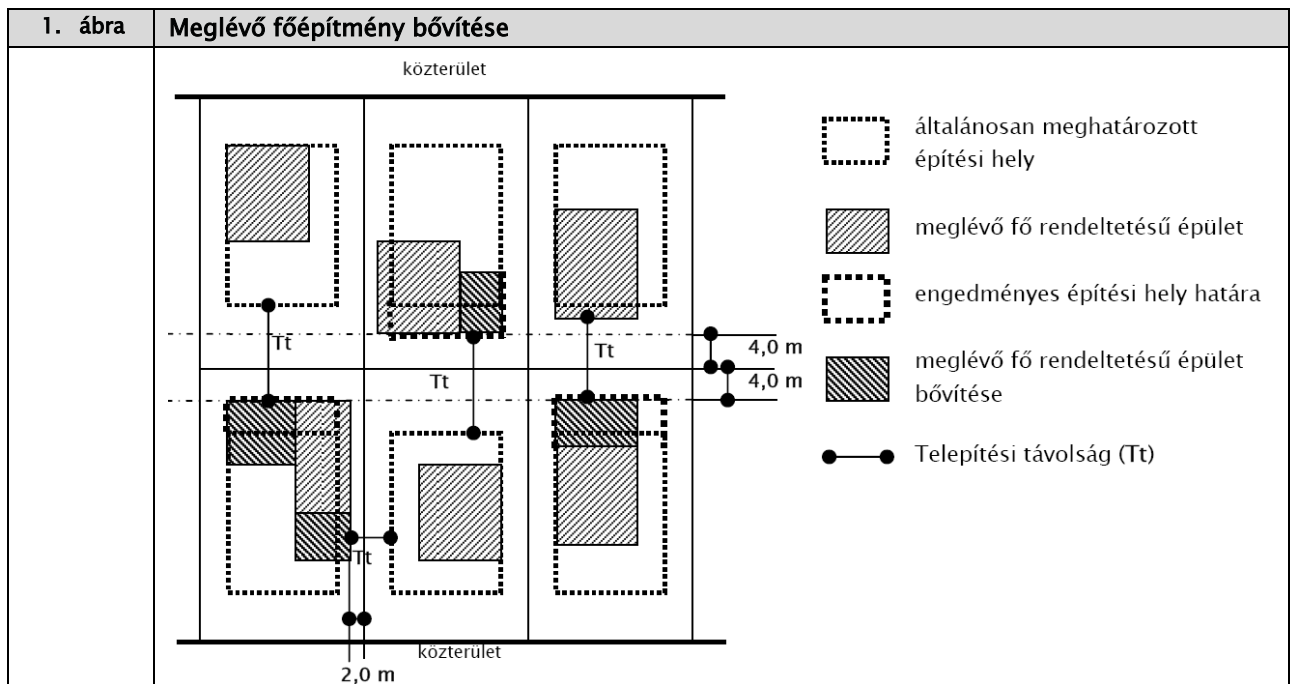 1. ábra
Meglévő főépítmény bővítése
közterület
általánosan meghatározott
építési hely
meglévő fő rendeltetésű épület
engedményes építési hely határa
meglévő fő rendeltetésű épület
bővítése
Telepítési távolság (Tt)
Tt
Tt
Tt
4,0 m
4,0 m
Tt
közterület
2,0 m